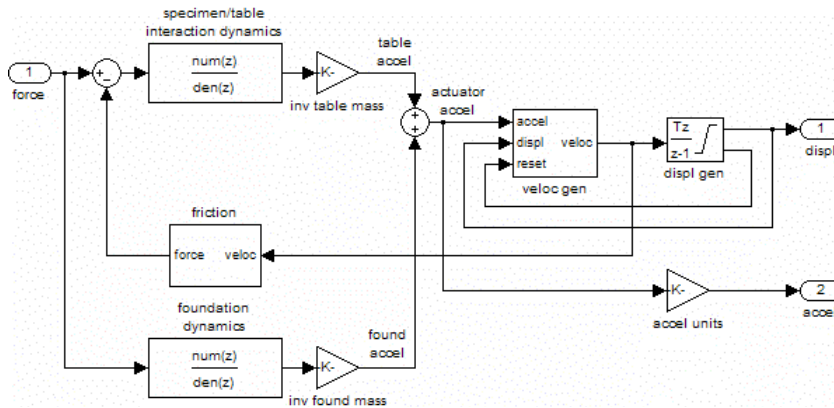 specimen/table
interaction dynamics
num(z)
den(z)
K-
inv table mass
table
accel
1
force
+
−
actuator
accel
+
+
accel
displ
reset
veloc
veloc gen
Tz
z-1
displ gen
1
displ
friction
force
veloc
foundation
dynamics
num(z)
den(z)
K-
inv found mass
found
accel
K-
accel units
2
accel